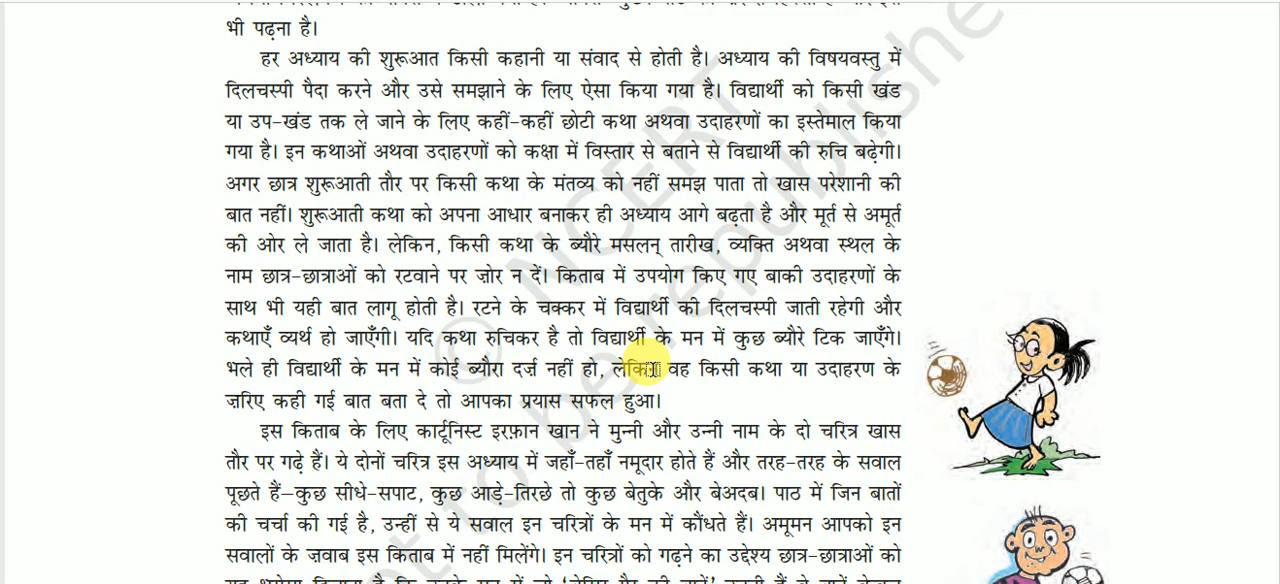 भी पढ़ना है।
हर अध्याय की शुरूआत किसी कहानी या संवाद से होती है। अध्याय की विषयवस्तु में
दिलचस्पी पैदा करने और उसे समझाने के लिए ऐसा किया गया है। विद्यार्थी को किसी खंड
या उप-खंड तक ले जाने के लिए कहीं-कहीं छोटी कथा अथवा उदाहरणों का इस्तेमाल किया
गया है। इन कथाओं अथवा उदाहरणों को कक्षा में विस्तार से बताने से विद्यार्थी की रुचि बढ़ेगी।
अगर छात्र शुरूआती तौर पर किसी कथा के मंतव्य को नहीं समझ पाता तो खास परेशानी की
बात नहीं। शुरूआती कथा को अपना आधार बनाकर ही अध्याय आगे बढ़ता है और मूर्त से अमूर्त
की ओर ले जाता है। लेकिन, किसी कथा के ब्यौरे मसलन् तारीख, व्यक्ति अथवा स्थल के
नाम छात्र-छात्राओं को रटवाने पर ज़ोर न दें। किताब में उपयोग किए गए बाकी उदाहरणों के
साथ भी यही बात लागू होती है। रटने के चक्कर में विद्यार्थी की दिलचस्पी जाती रहेगी और
कथाएँ व्यर्थ हो जाएँगी। यदि कथा रुचिकर है तो विद्यार्थी के मन में कुछ ब्यौरे टिक जाएँगे।
भले ही विद्यार्थी के मन में कोई ब्यौरा दर्ज नहीं हो, लेकिन वह किसी कथा या उदाहरण के
ज़रिए कही गई बात बता दे तो आपका प्रयास सफल हुआ।
इस किताब के लिए कार्टूनिस्ट इरफ़ान खान ने मुन्नी और उन्नी नाम के दो चरित्र खास
तौर पर गढ़े हैं। ये दोनों चरित्र इस अध्याय में जहाँ-तहाँ नमूदार होते हैं और तरह-तरह के सवाल
पूछते हैं—कुछ सीधे-सपाट, कुछ आड़े-तिरछे तो कुछ बेतुके और बेअदब। पाठ में जिन बातों
की चर्चा की गई है, उन्हीं से ये सवाल इन चरित्रों के मन में कौंधते हैं। अमूमन आपको इन
सवालों के ज़वाब इस किताब में नहीं मिलेंगे। इन चरित्रों को गढ़ने का उद्देश्य छात्र-छात्राओं को
© NCERT
not to be republishe